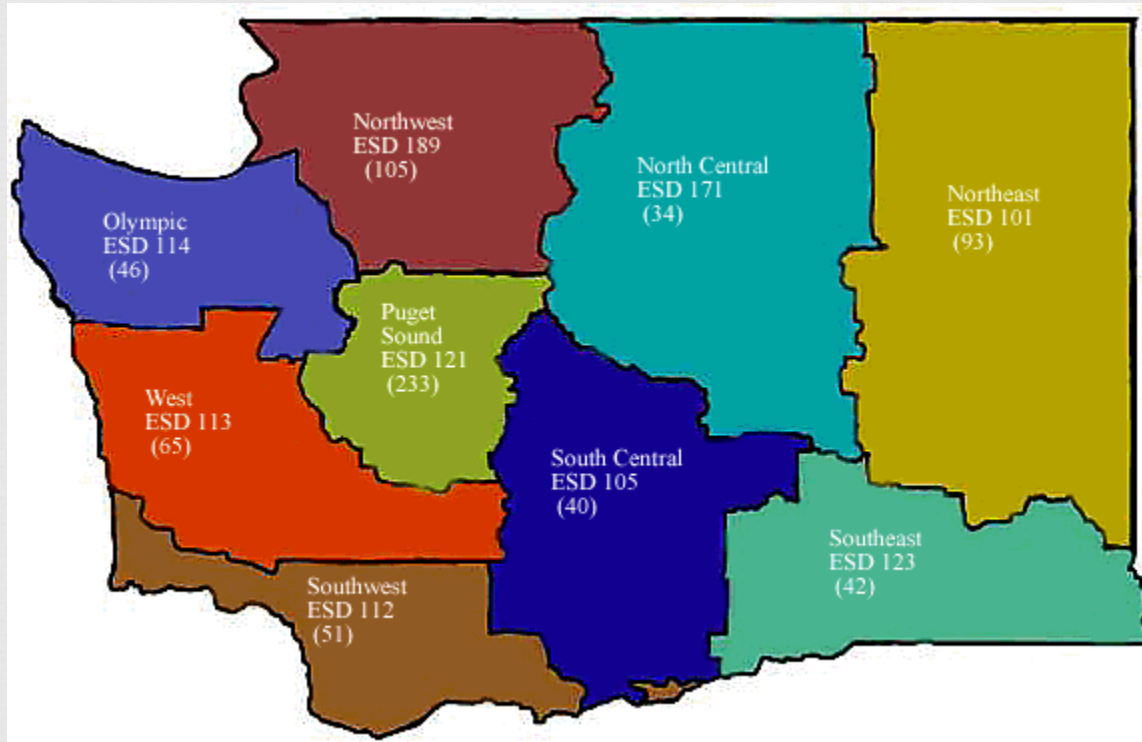 Northwest
ESD 189
(105)
North Central
ESD 171
(34)
Northeast
ESD 101
(93)
Olympic
ESD 114
(46)
Puget
Sound
ESD 121
(233)
West
ESD 113
(65)
South Central
ESD 105
(40)
Southeast
ESD 123
(42)
Southwest
ESD 112
(51)